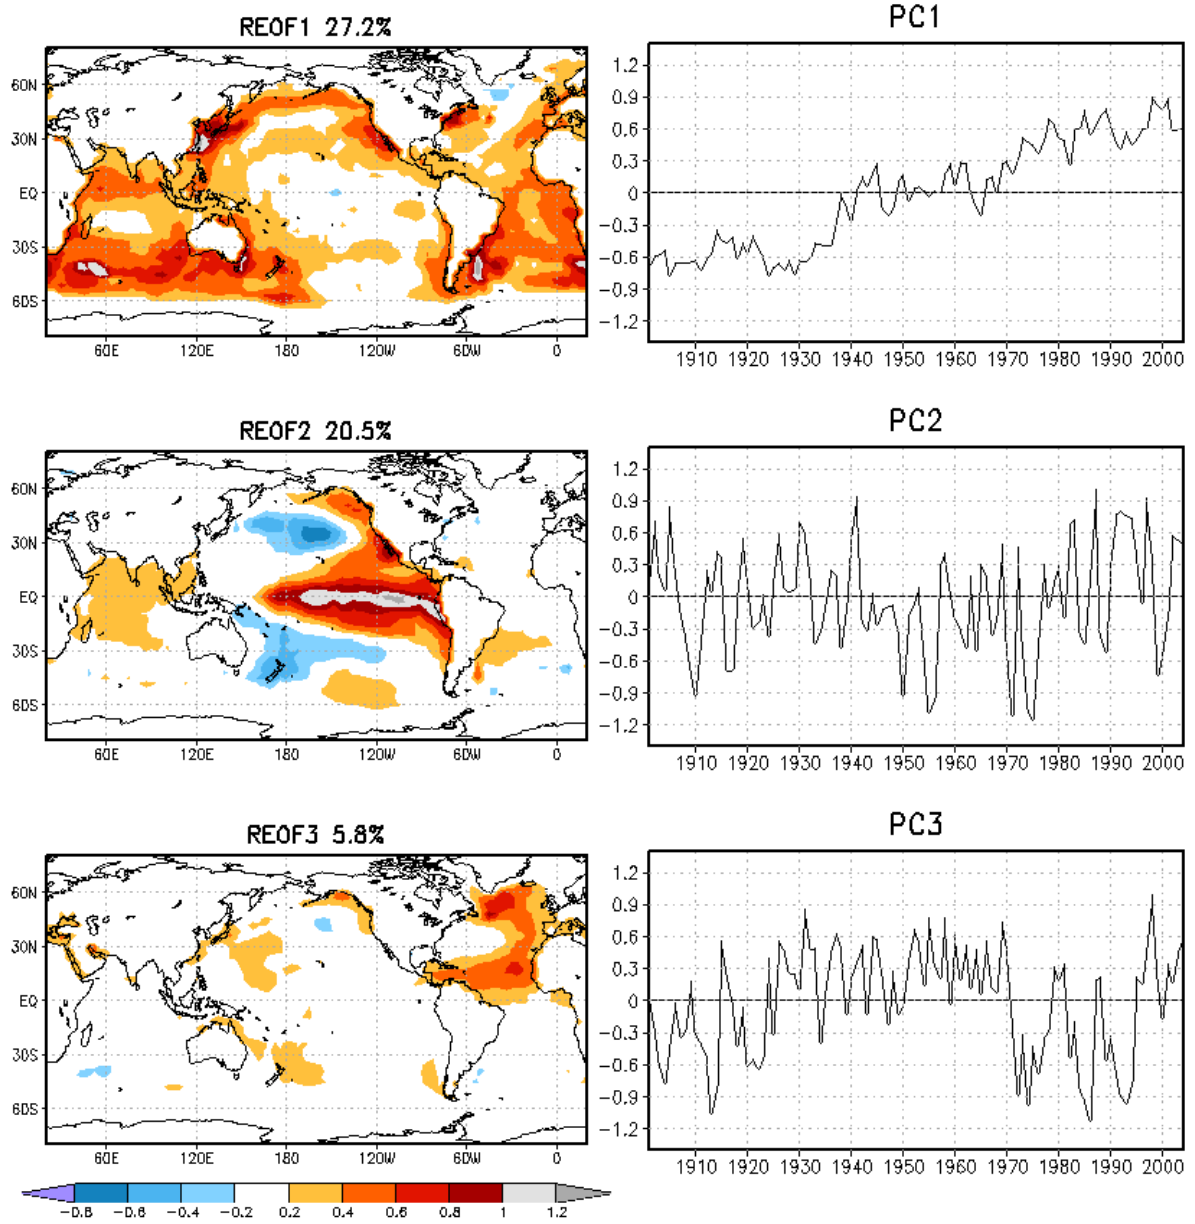 REOF1 27.2%
PC1
60N
30N
EQ
30S
60S
60E 120E 180 120W 60W 0
1.2
0.9
0.6
0.3
0
-0.3
-0.6
-0.9
-1.2
1910 1920 1930 1940 1950 1960 1970 1980 1990 2000
REOF2 20.5%
PC2
60N
30N
EQ
30S
60S
60E 120E 180 120W 60W 0
1.2
0.9
0.6
0.3
0
-0.3
-0.6
-0.9
-1.2
1910 1920 1930 1940 1950 1960 1970 1980 1990 2000
REOF3 5.8%
PC3
60N
30N
EQ
30S
60S
60E 120E 180 120W 60W 0
1.2
0.9
0.6
0.3
0
-0.3
-0.6
-0.9
-1.2
1910 1920 1930 1940 1950 1960 1970 1980 1990 2000
-0.8 -0.6 -0.4 -0.2 0.2 0.4 0.6 0.8 1 1.2